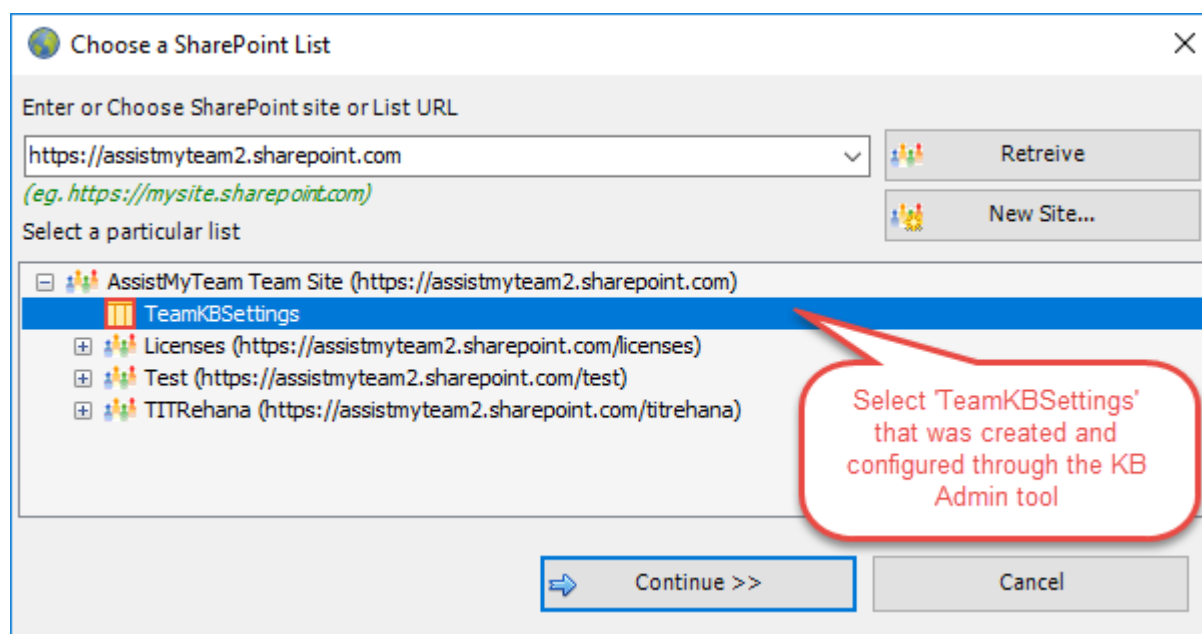 Choose a SharePoint List
Enter or Choose SharePoint site or List URL
https://assistmyteam2.sharepoint.com
Retreive
(eg. https://mysite.sharepoint.com)
New Site...
Select a particular list
AssistMyTeam Team Site (https://assistmyteam2.sharepoint.com)
TeamKBSettings
Licenses (https://assistmyteam2.sharepoint.com/licenses)
Test (https://assistmyteam2.sharepoint.com/test)
TITRehana (https://assistmyteam2.sharepoint.com/titrehana)
Select 'TeamKBSettings'
that was created and
configured through the KB
Admin tool
Continue >>
Cancel